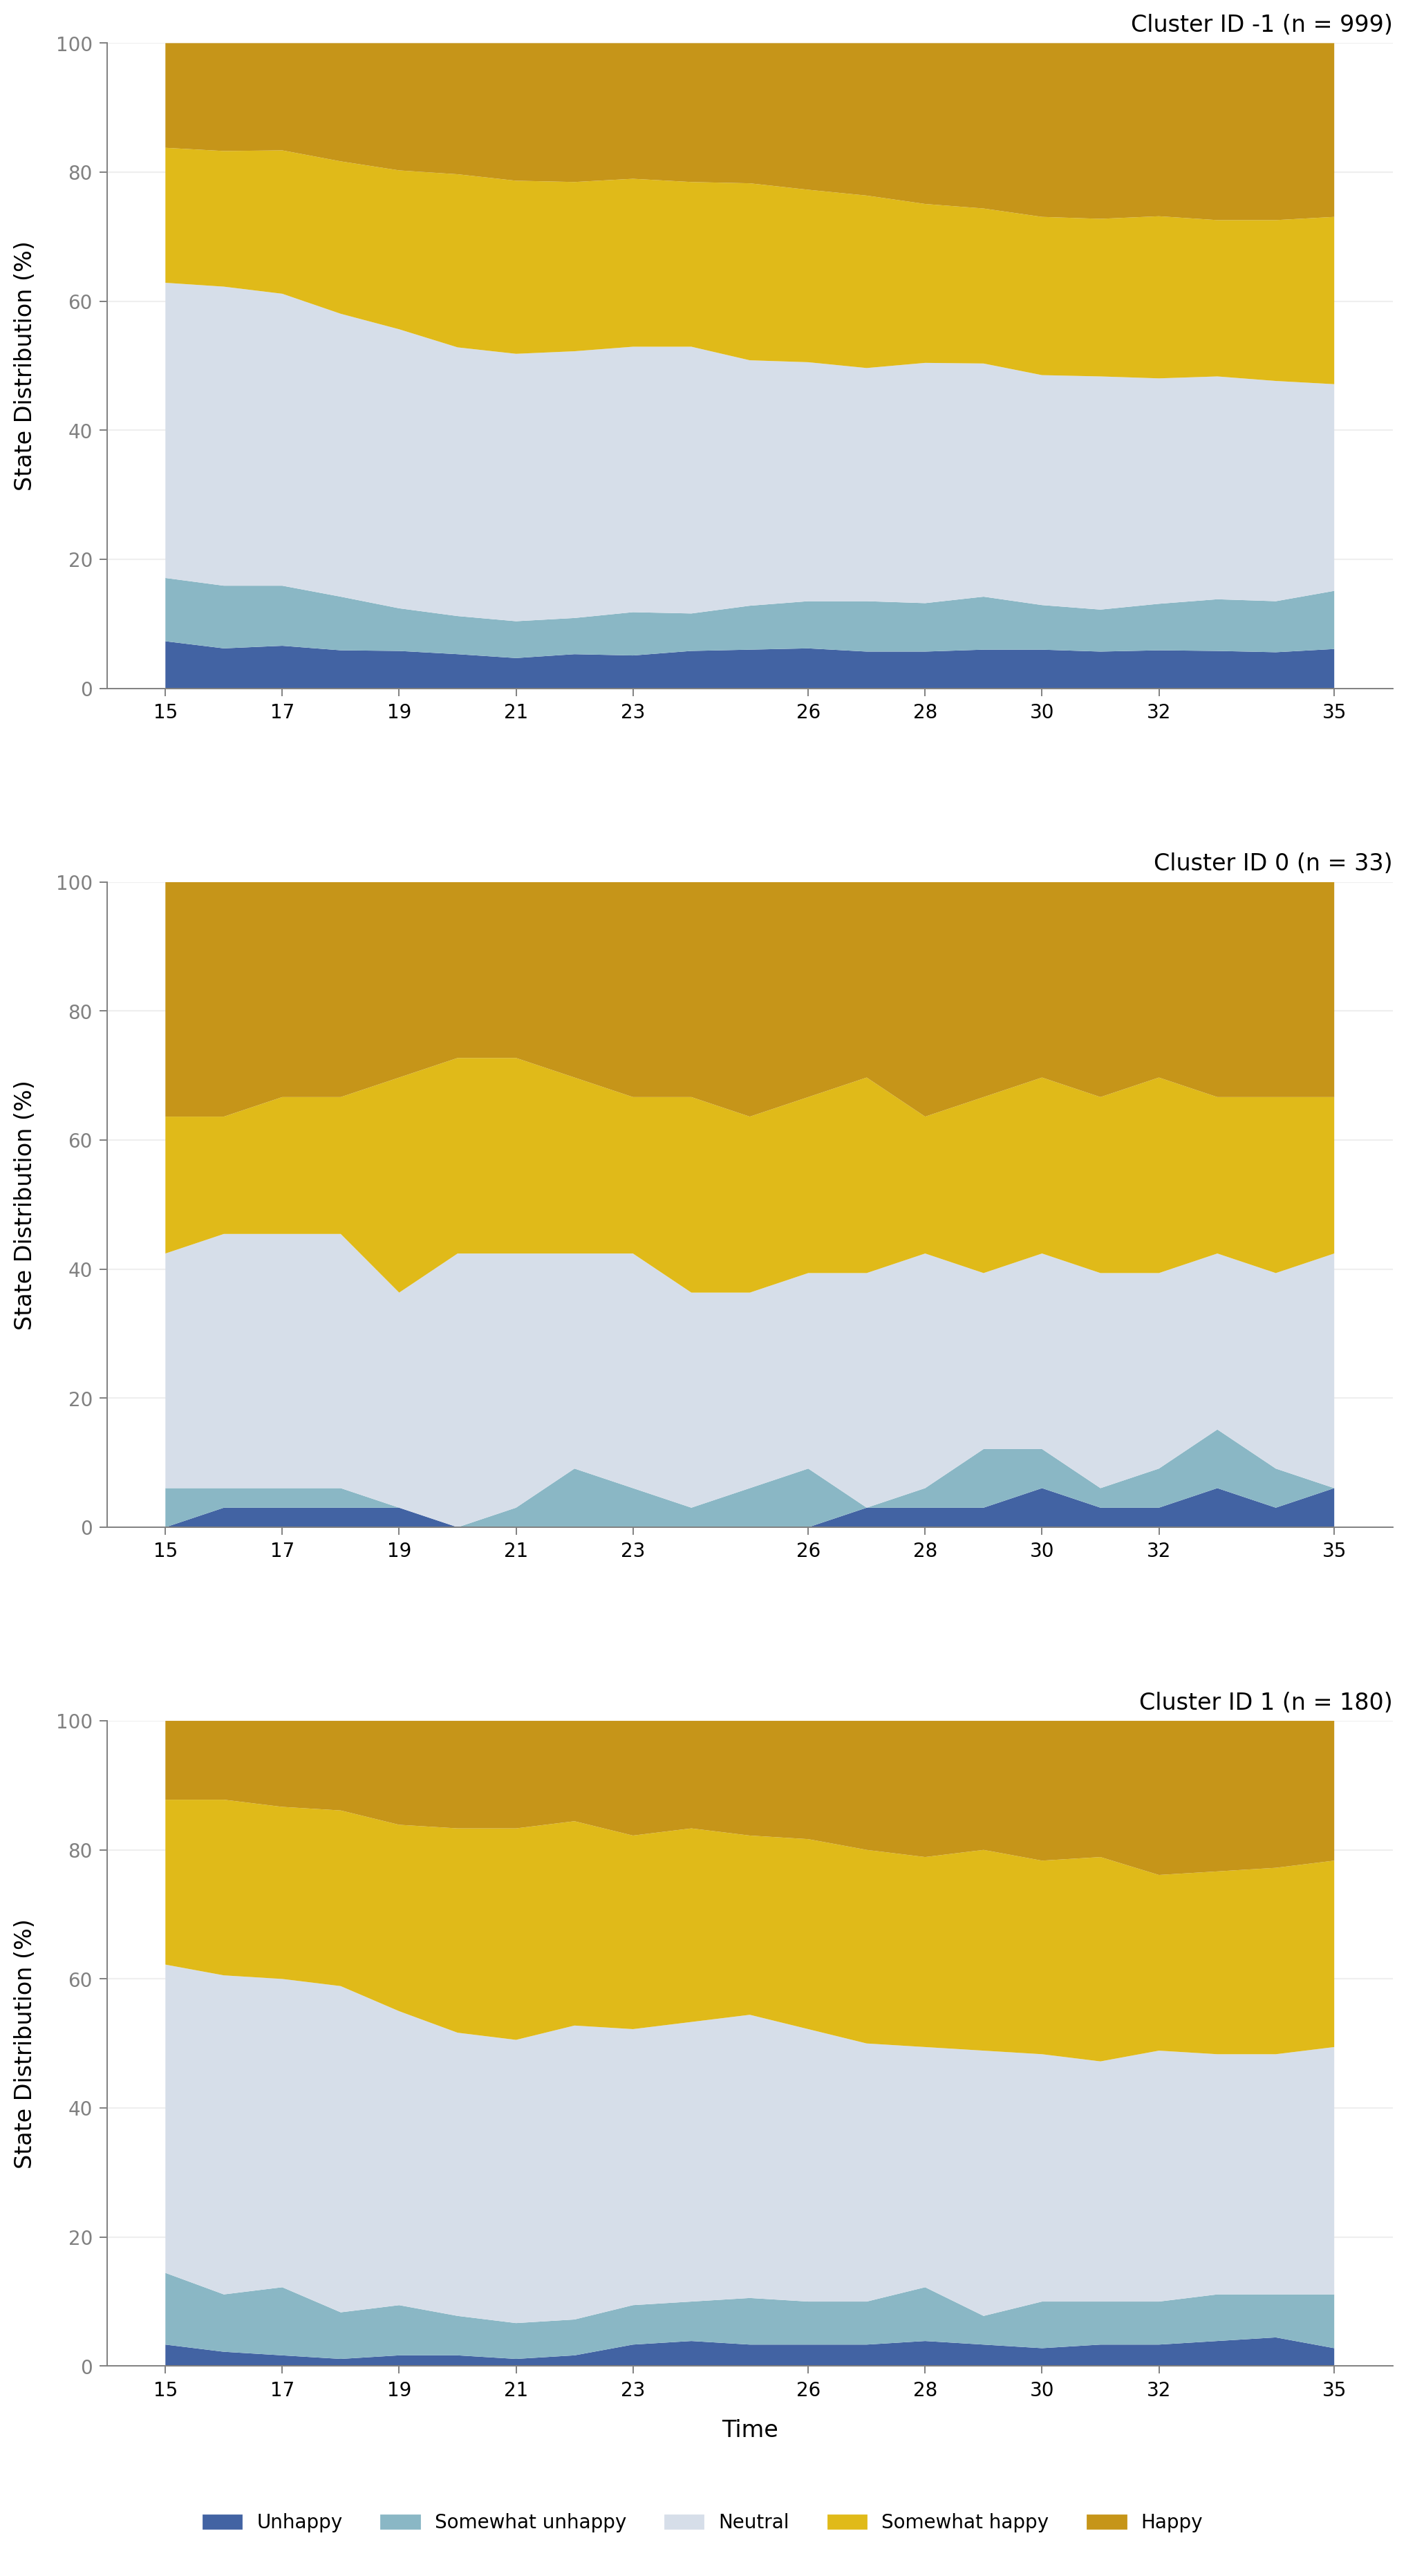 Cluster ID -1 (n = 999)
State Distribution (%)
100
80
60
40
20
0
15 17 19 21 23 26 28 30 32 35
Cluster ID 0 (n = 33)
State Distribution (%)
100
80
60
40
20
0
15 17 19 21 23 26 28 30 32 35
Cluster ID 1 (n = 180)
State Distribution (%)
100
80
60
40
20
0
15 17 19 21 23 26 28 30 32 35
Time
Unhappy Somewhat unhappy Neutral Somewhat happy Happy